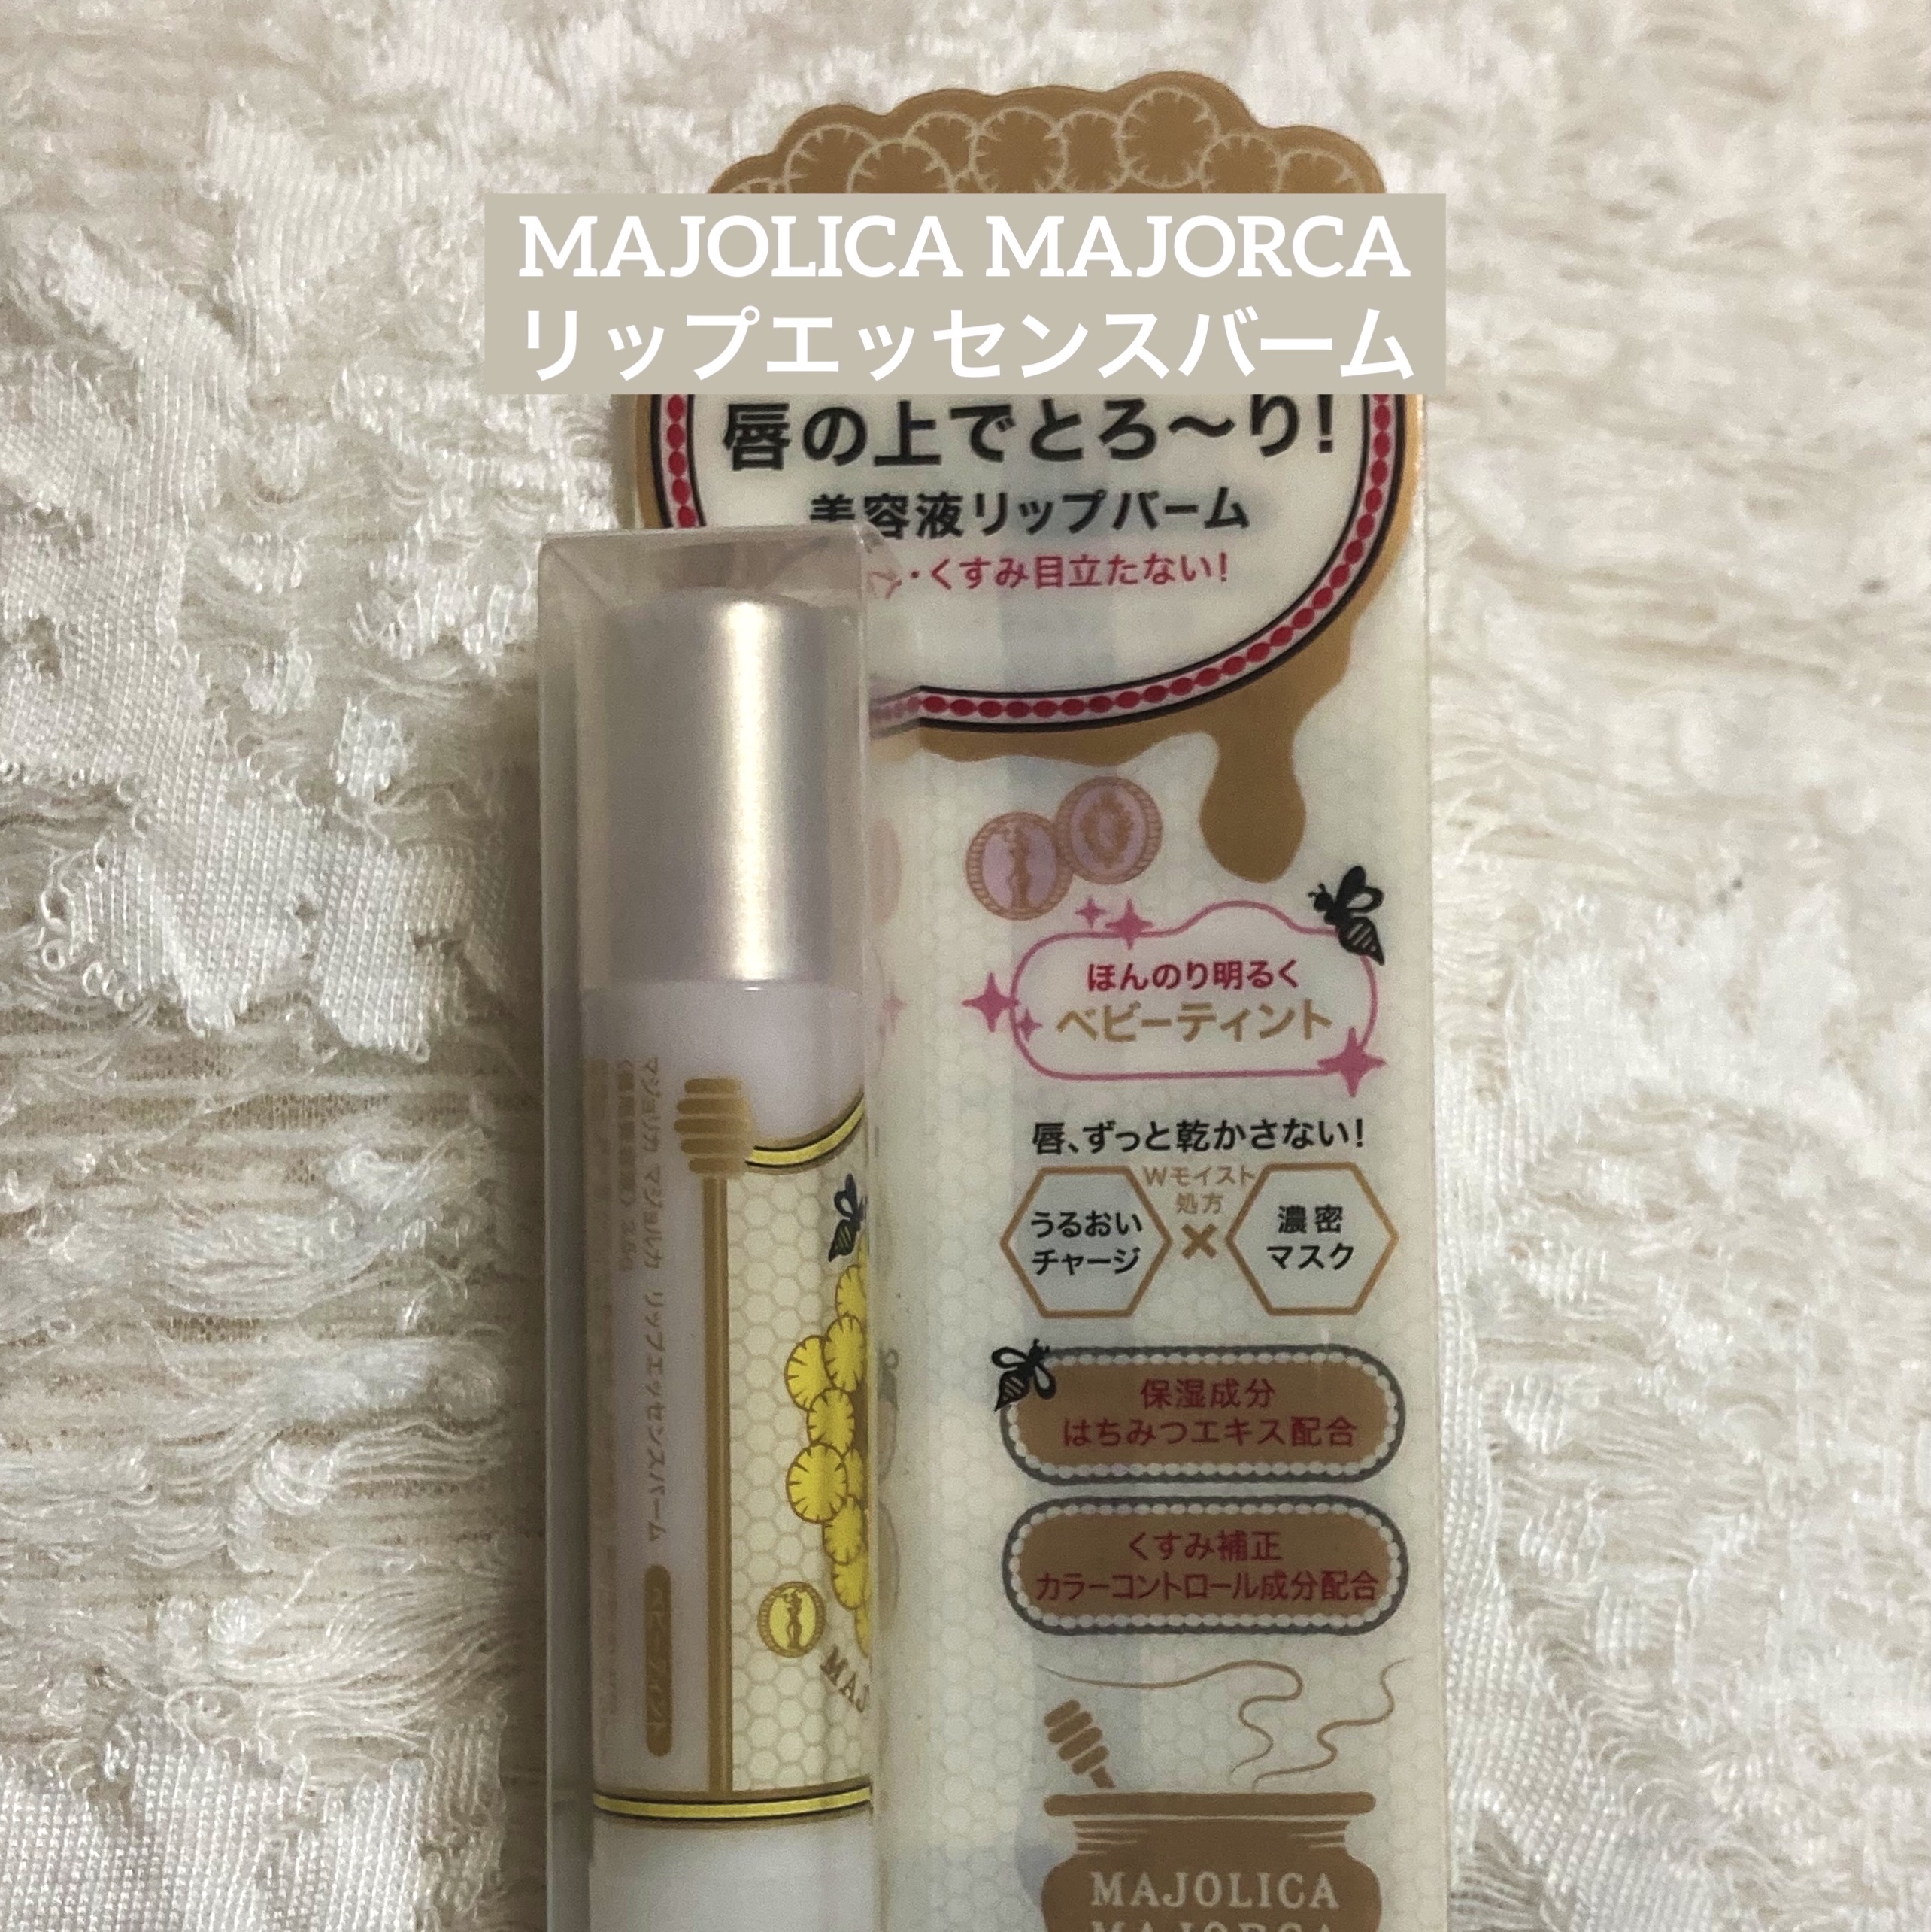 MAJOLICA MAJORCA
リップエッセンスバーム
唇の上でとろ〜り!
美容液リップバーム
・くすみ目立たない!
ほんのり明るく
ベビーティント
唇、ずっと乾かさない!
Wモイスト
処方
うるおい
チャージ
×
濃密
マスク
保湿成分
はちみつエキス配合
くすみ補正
カラーコントロール成分配合
マジョリカ マジョルカ リップエッセンスバーム
MAJ
MAJOLICA
MAJORCA